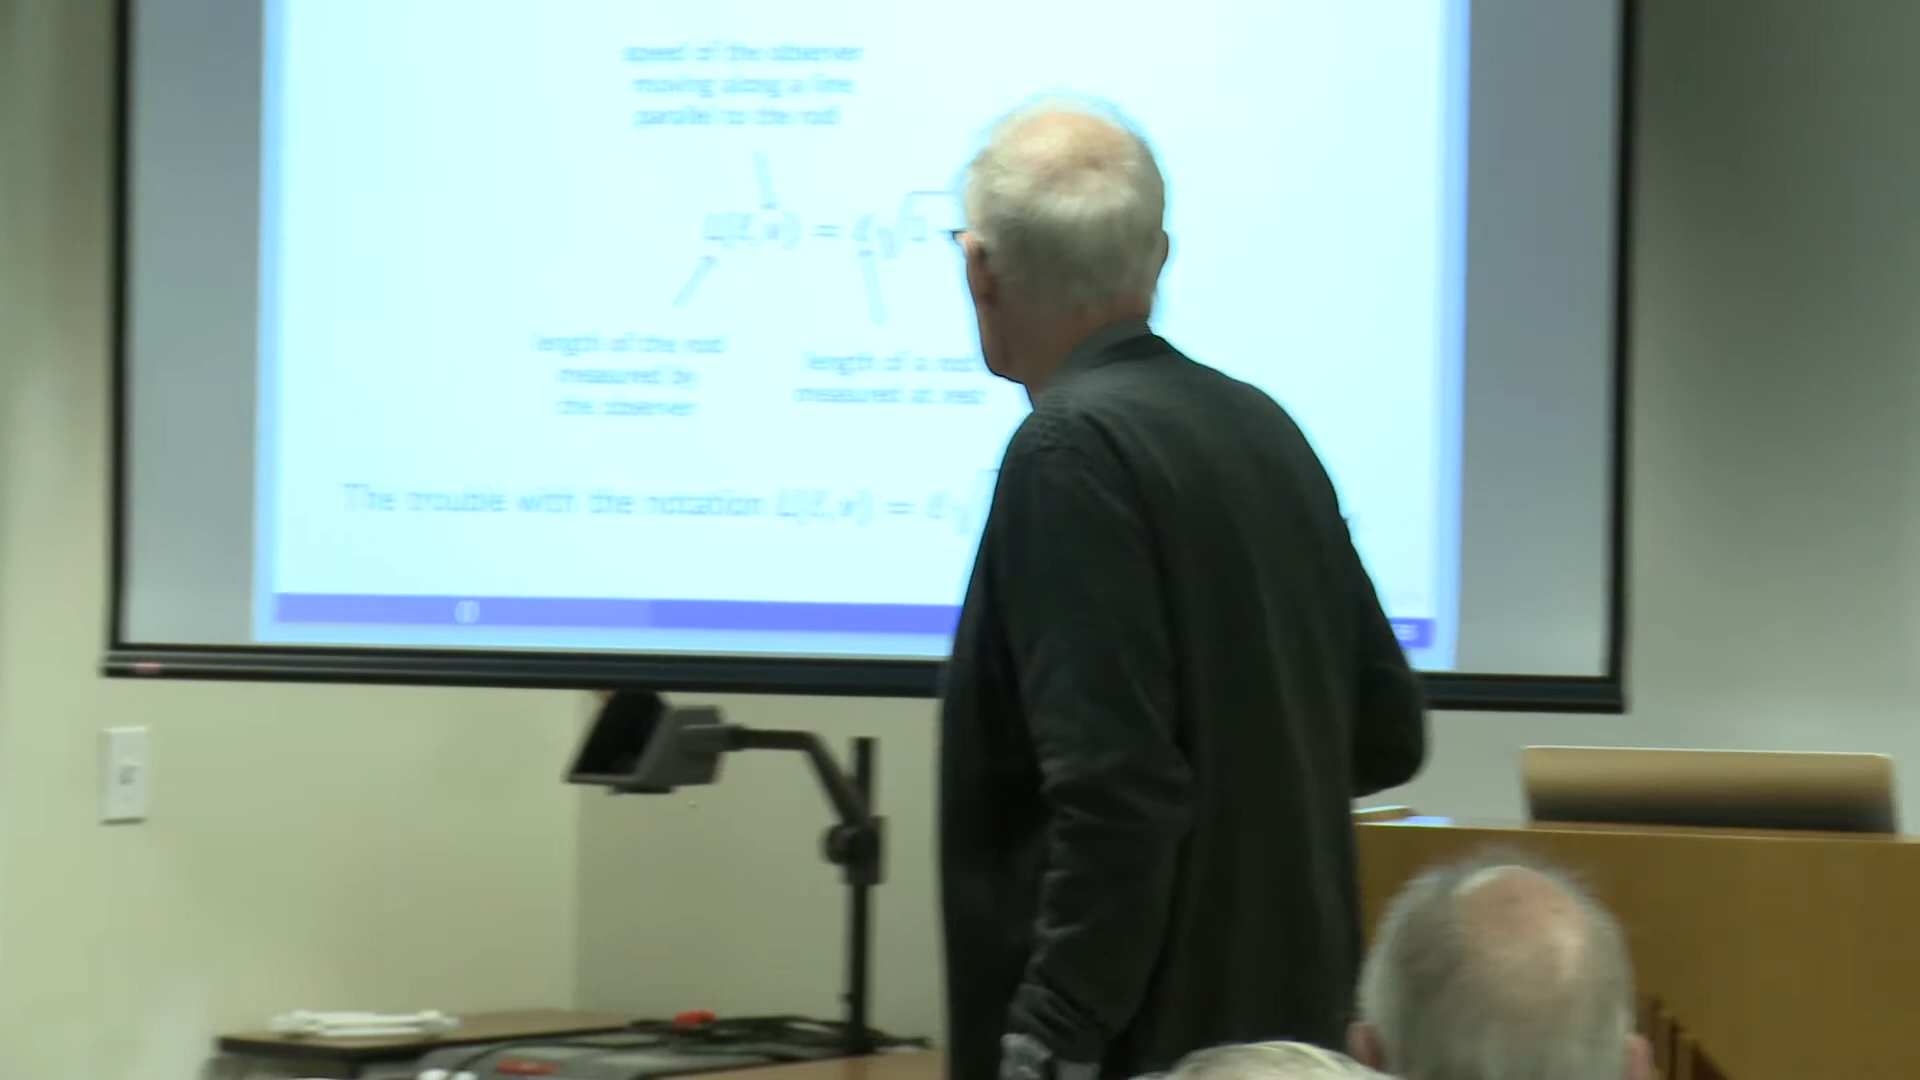 speed of the observer
moving along a line
parallel to the rod
L(ℓ, v) = ℓ√1 -
length of the rod
measured by
the observer
length of a rod
measured at rest
The trouble with the notation L(ℓ, v) = ℓ√